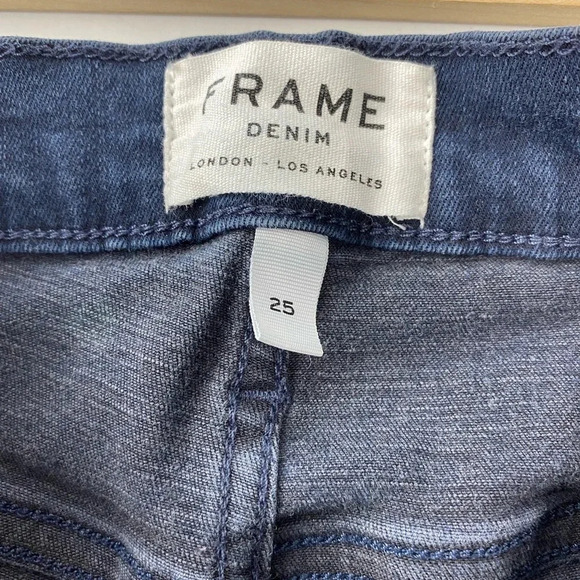 FRAME
DENIM
LONDON - LOS ANGELES
25